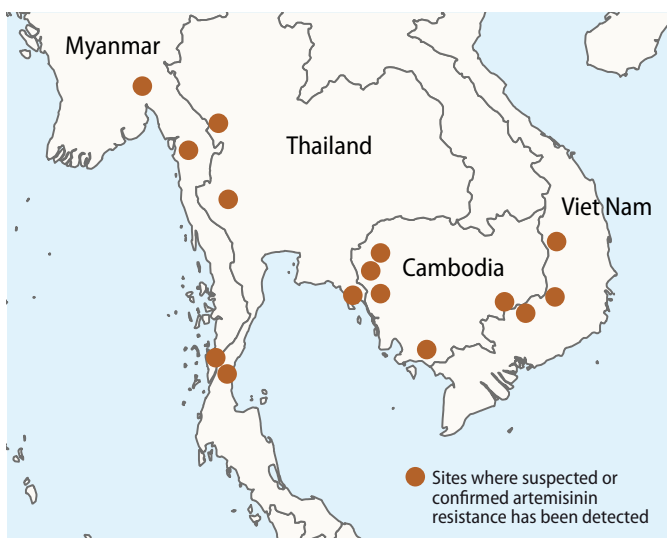 Myanmar
Thailand
Viet Nam
Cambodia
Sites where suspected or
confirmed artemisinin
resistance has been detected